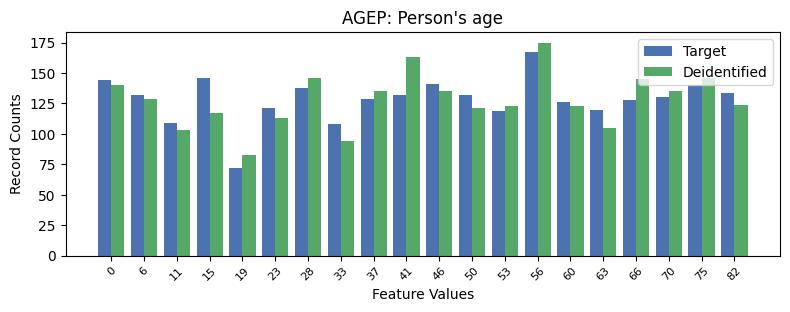 AGEP: Person's age
Record Counts
175
150
125
100
75
50
25
0
Target
Deidentified
0 6 11 15 19 23 28 33 37 41 46 50 53 56 60 63 66 70 75 82
Feature Values